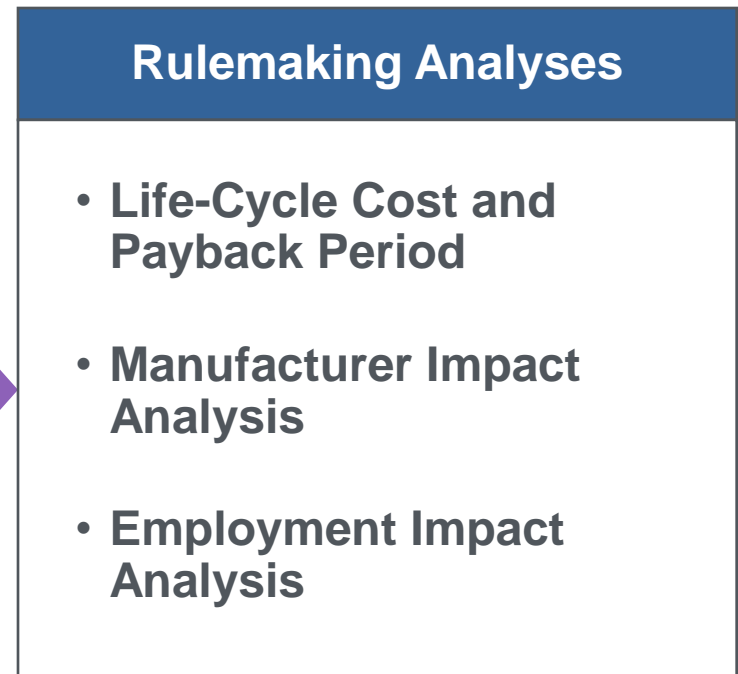 Rulemaking Analyses
• Life-Cycle Cost and
Payback Period
• Manufacturer Impact
Analysis
• Employment Impact
Analysis